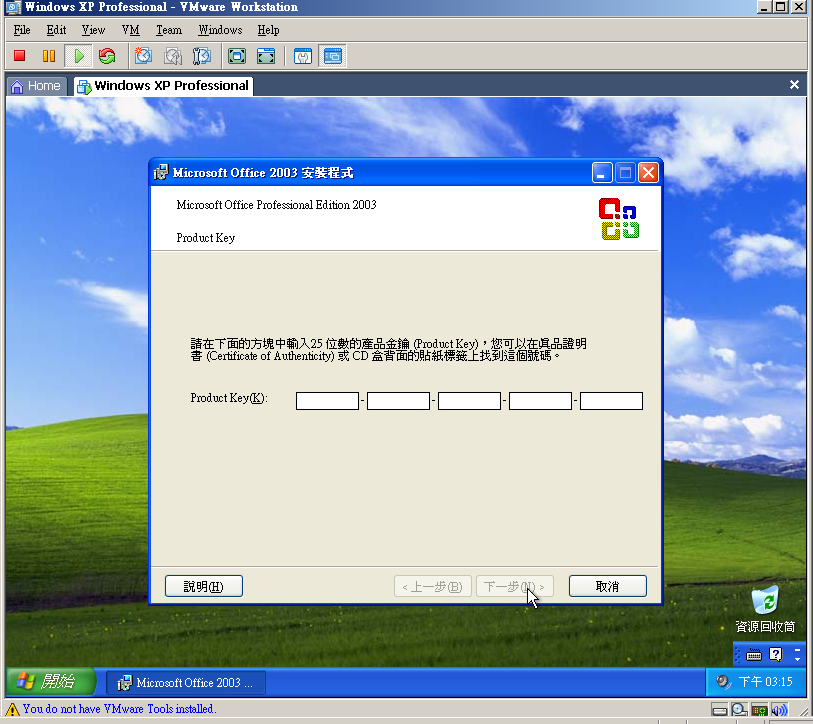 Windows XP Professional - VMware Workstation
File Edit View VM Team Windows Help
Home Windows XP Professional
Microsoft Office 2003 安裝程式
Microsoft Office Professional Edition 2003
Product Key
請在下面的方塊中輸入25 位數的產品金鑰 (Product Key)，您可以在真品證明
書 (Certificate of Authenticity) 或 CD 盒背面的貼紙標籤上找到這個號碼。
Product Key(K):
- - - -
說明(H) < 上一步(B) 下一步(N) > 取消
資源回收筒
開始 Microsoft Office 2003 ... 下午 03:15
You do not have VMware Tools installed.